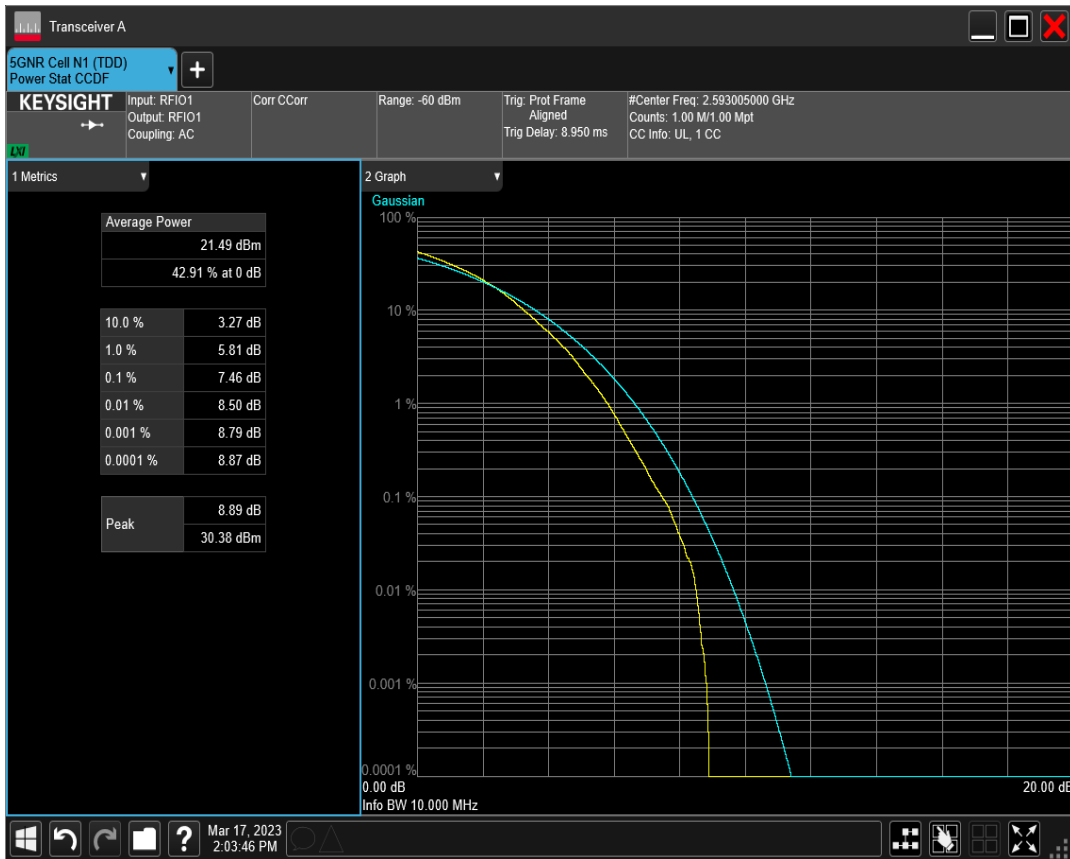 Transceiver A
5GNR Cell N1 (TDD)
Power Stat CCDF
+
KEYSIGHT
LXI
Input: RFIO1
Output: RFIO1
Coupling: AC
Corr CCorr
Range: -60 dBm
Trig: Prot Frame
Aligned
Trig Delay: 8.950 ms
#Center Freq: 2.593005000 GHz
Counts: 1.00 M/1.00 Mpt
CC Info: UL, 1 CC
1 Metrics
Average Power
21.49 dBm
42.91 % at 0 dB
10.0 % 3.27 dB
1.0 % 5.81 dB
0.1 % 7.46 dB
0.01 % 8.50 dB
0.001 % 8.79 dB
0.0001 % 8.87 dB
Peak
8.89 dB
30.38 dBm
2 Graph
Gaussian
100 %
10 %
1 %
0.1 %
0.01 %
0.001 %
0.0001 %
0.00 dB
20.00 dB
Info BW 10.000 MHz
?
Mar 17, 2023
2:03:46 PM